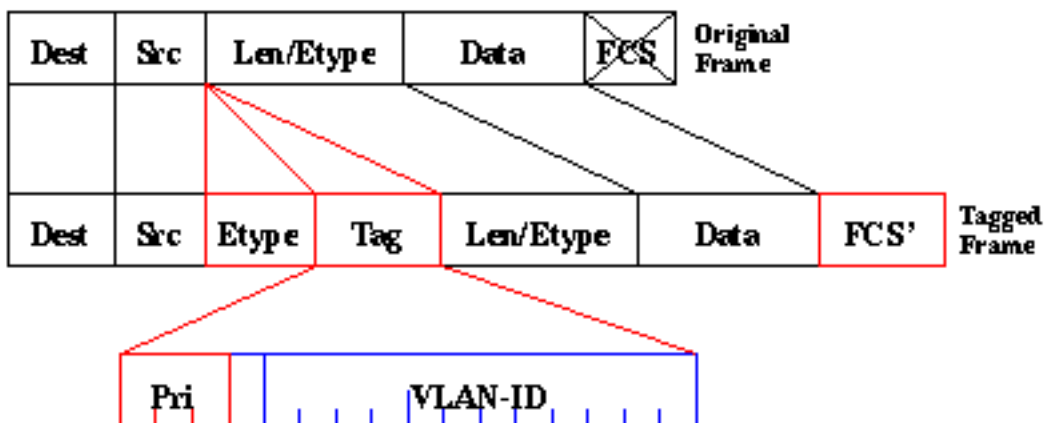 Dest Src Len/Etype Data FCS Original
Frame
Dest Src Etype Tag Len/Etype Data FCS’ Tagged
Frame
Pri VLAN-ID